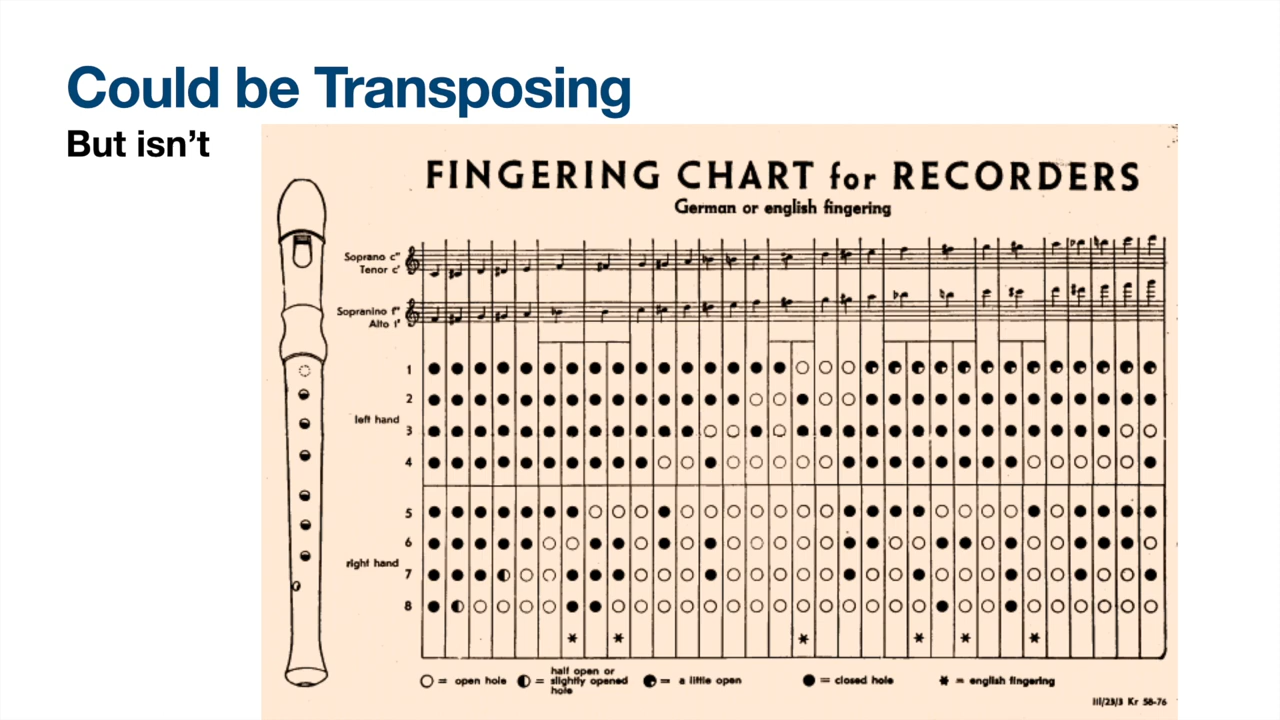 Could be Transposing
But isn't
FINGERING CHART for RECORDERS
German or english fingering
Soprano c"
Tenor c'
Sopranino f"
Alto f'
1
2
left hand
3
4
5
6
right hand
7
8
* * * * * *
= open hole
= half open or slightly opened hole
= a little open
= closed hole
* = english fingering
III/23/3 Kr 58-76